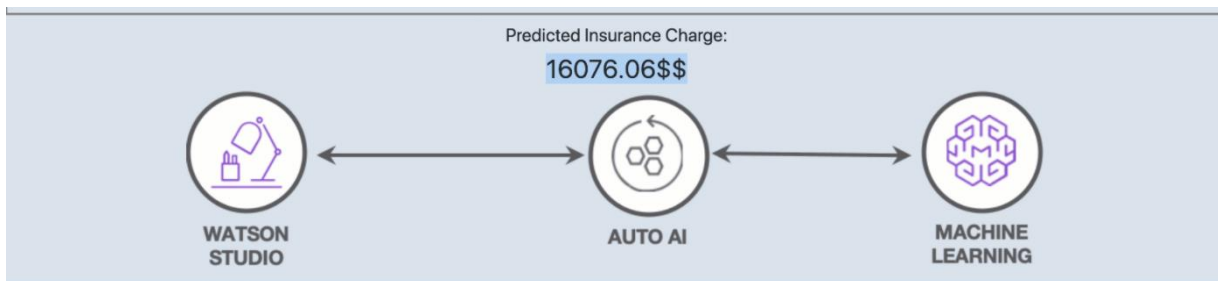 Predicted Insurance Charge:
16076.06$$
WATSON
STUDIO
AUTO AI
MACHINE
LEARNING